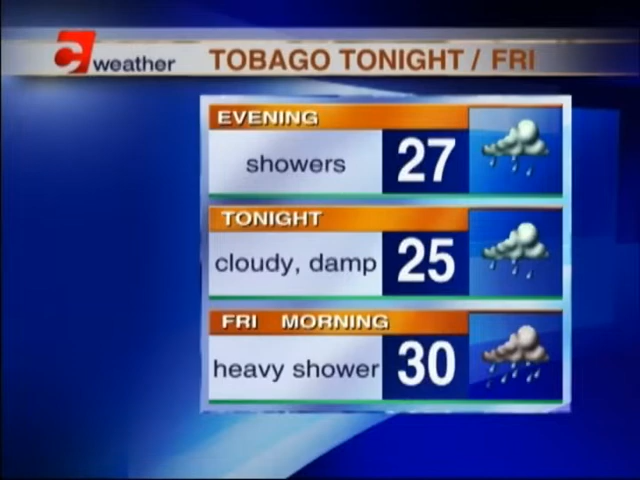 weather TOBAGO TONIGHT / FRI
EVENING
showers 27
TONIGHT
cloudy, damp 25
FRI MORNING
heavy shower 30